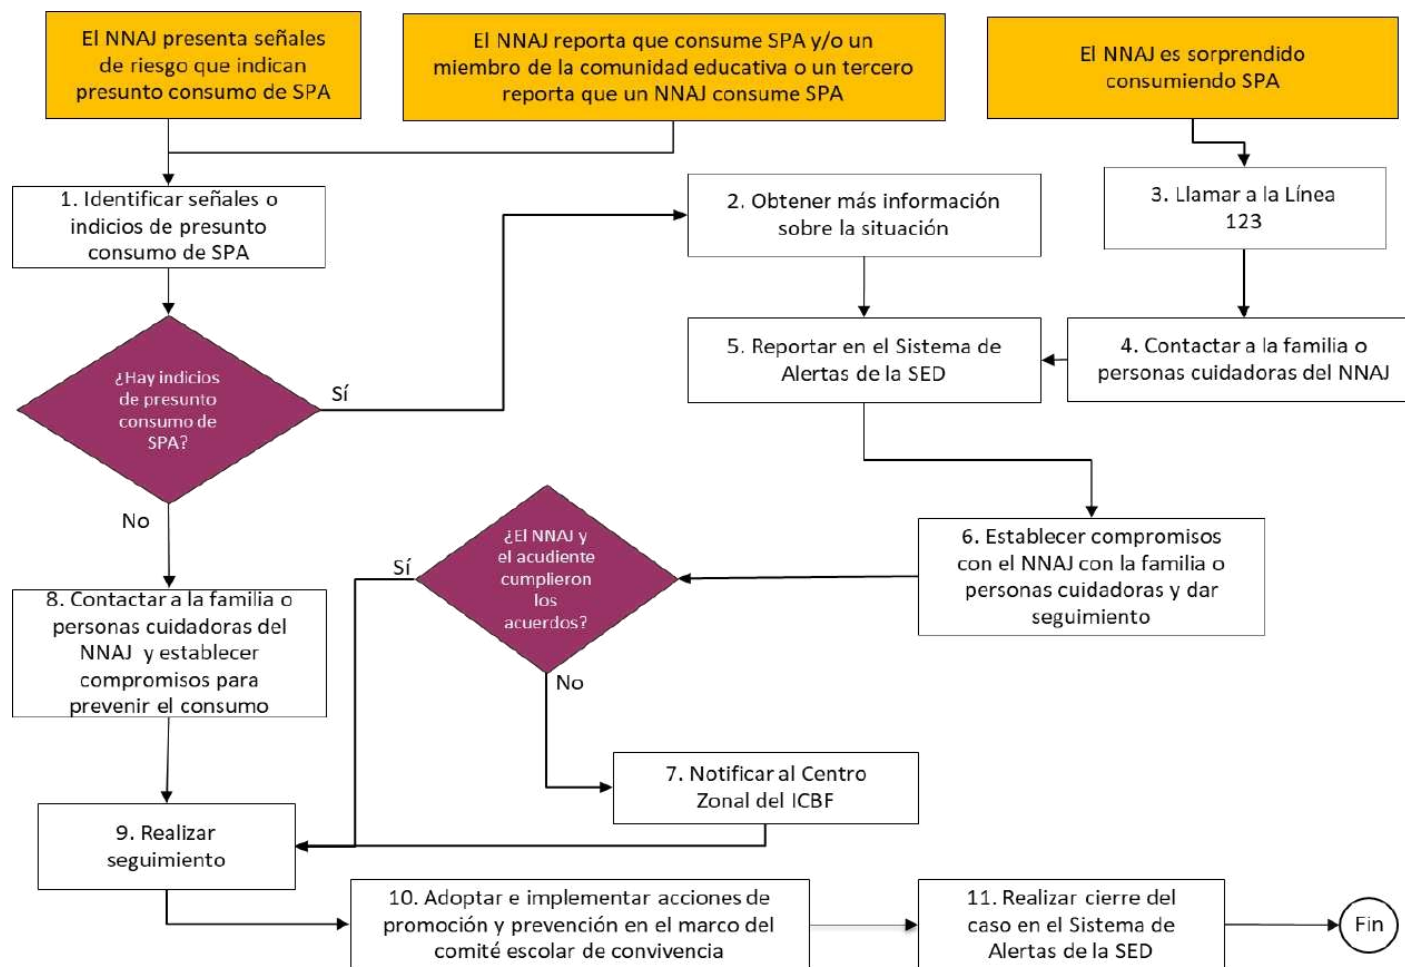 El NNAJ presenta señales
de riesgo que indican
presunto consumo de SPA
El NNAJ reporta que consume SPA y/o un
miembro de la comunidad educativa o un tercero
reporta que un NNAJ consume SPA
El NNAJ es sorprendido
consumiendo SPA
1. Identificar señales o
indicios de presunto
consumo de SPA
2. Obtener más información
sobre la situación
3. Llamar a la Línea
123
¿Hay indicios
de presunto
consumo de
SPA?
Sí
No
5. Reportar en el Sistema de
Alertas de la SED
4. Contactar a la familia o
personas cuidadoras del NNAJ
6. Establecer compromisos
con el NNAJ con la familia o
personas cuidadoras y dar
seguimiento
¿El NNAJ y
el acudiente
cumplieron
los
acuerdos?
Sí
No
8. Contactar a la familia o
personas cuidadoras del
NNAJ y establecer
compromisos para
prevenir el consumo
7. Notificar al Centro
Zonal del ICBF
9. Realizar
seguimiento
10. Adoptar e implementar acciones de
promoción y prevención en el marco del
comité escolar de convivencia
11. Realizar cierre del
caso en el Sistema de
Alertas de la SED
Fin